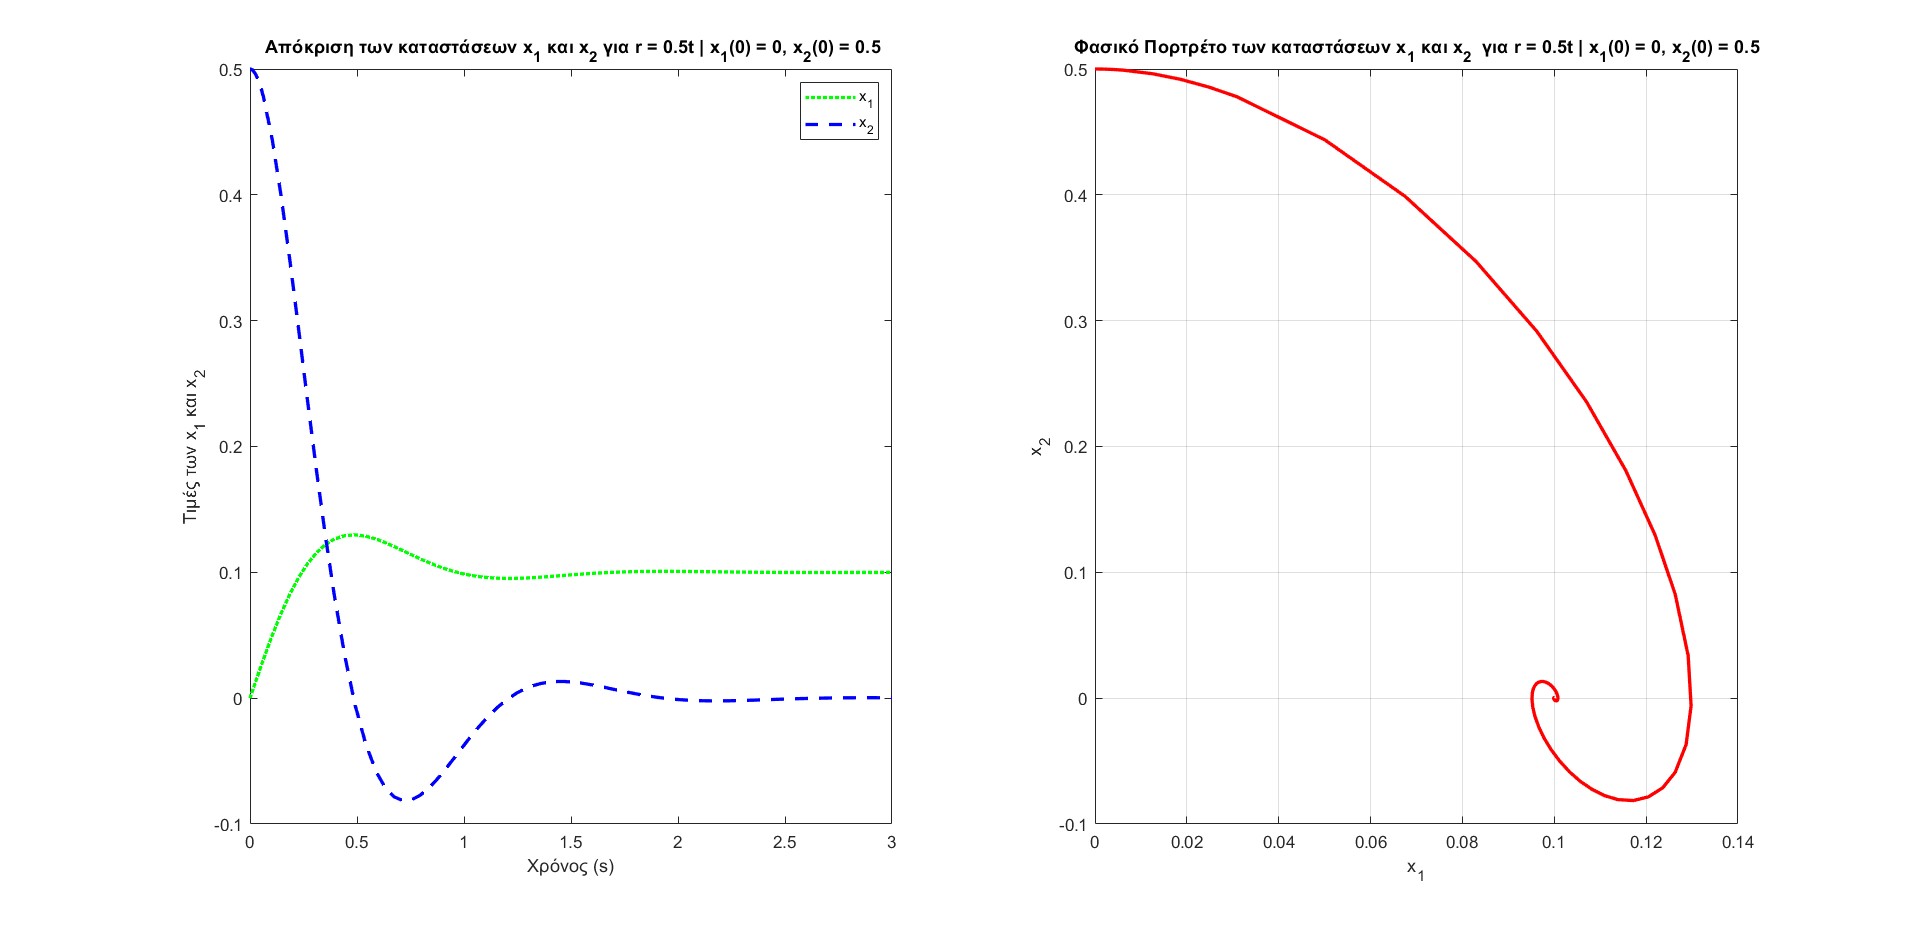 Απόκριση των καταστάσεων x₁ και x₂ για r = 0.5t | x₁(0) = 0, x₂(0) = 0.5
x₁
x₂
0.5
0.4
0.3
0.2
0.1
0
-0.1
Τιμές των x₁ και x₂
0 0.5 1 1.5 2 2.5 3
Χρόνος (s)
Φασικό Πορτρέτο των καταστάσεων x₁ και x₂ για r = 0.5t | x₁(0) = 0, x₂(0) = 0.5
0.5
0.4
0.3
0.2
0.1
0
-0.1
x₂
0 0.02 0.04 0.06 0.08 0.1 0.12 0.14
x₁